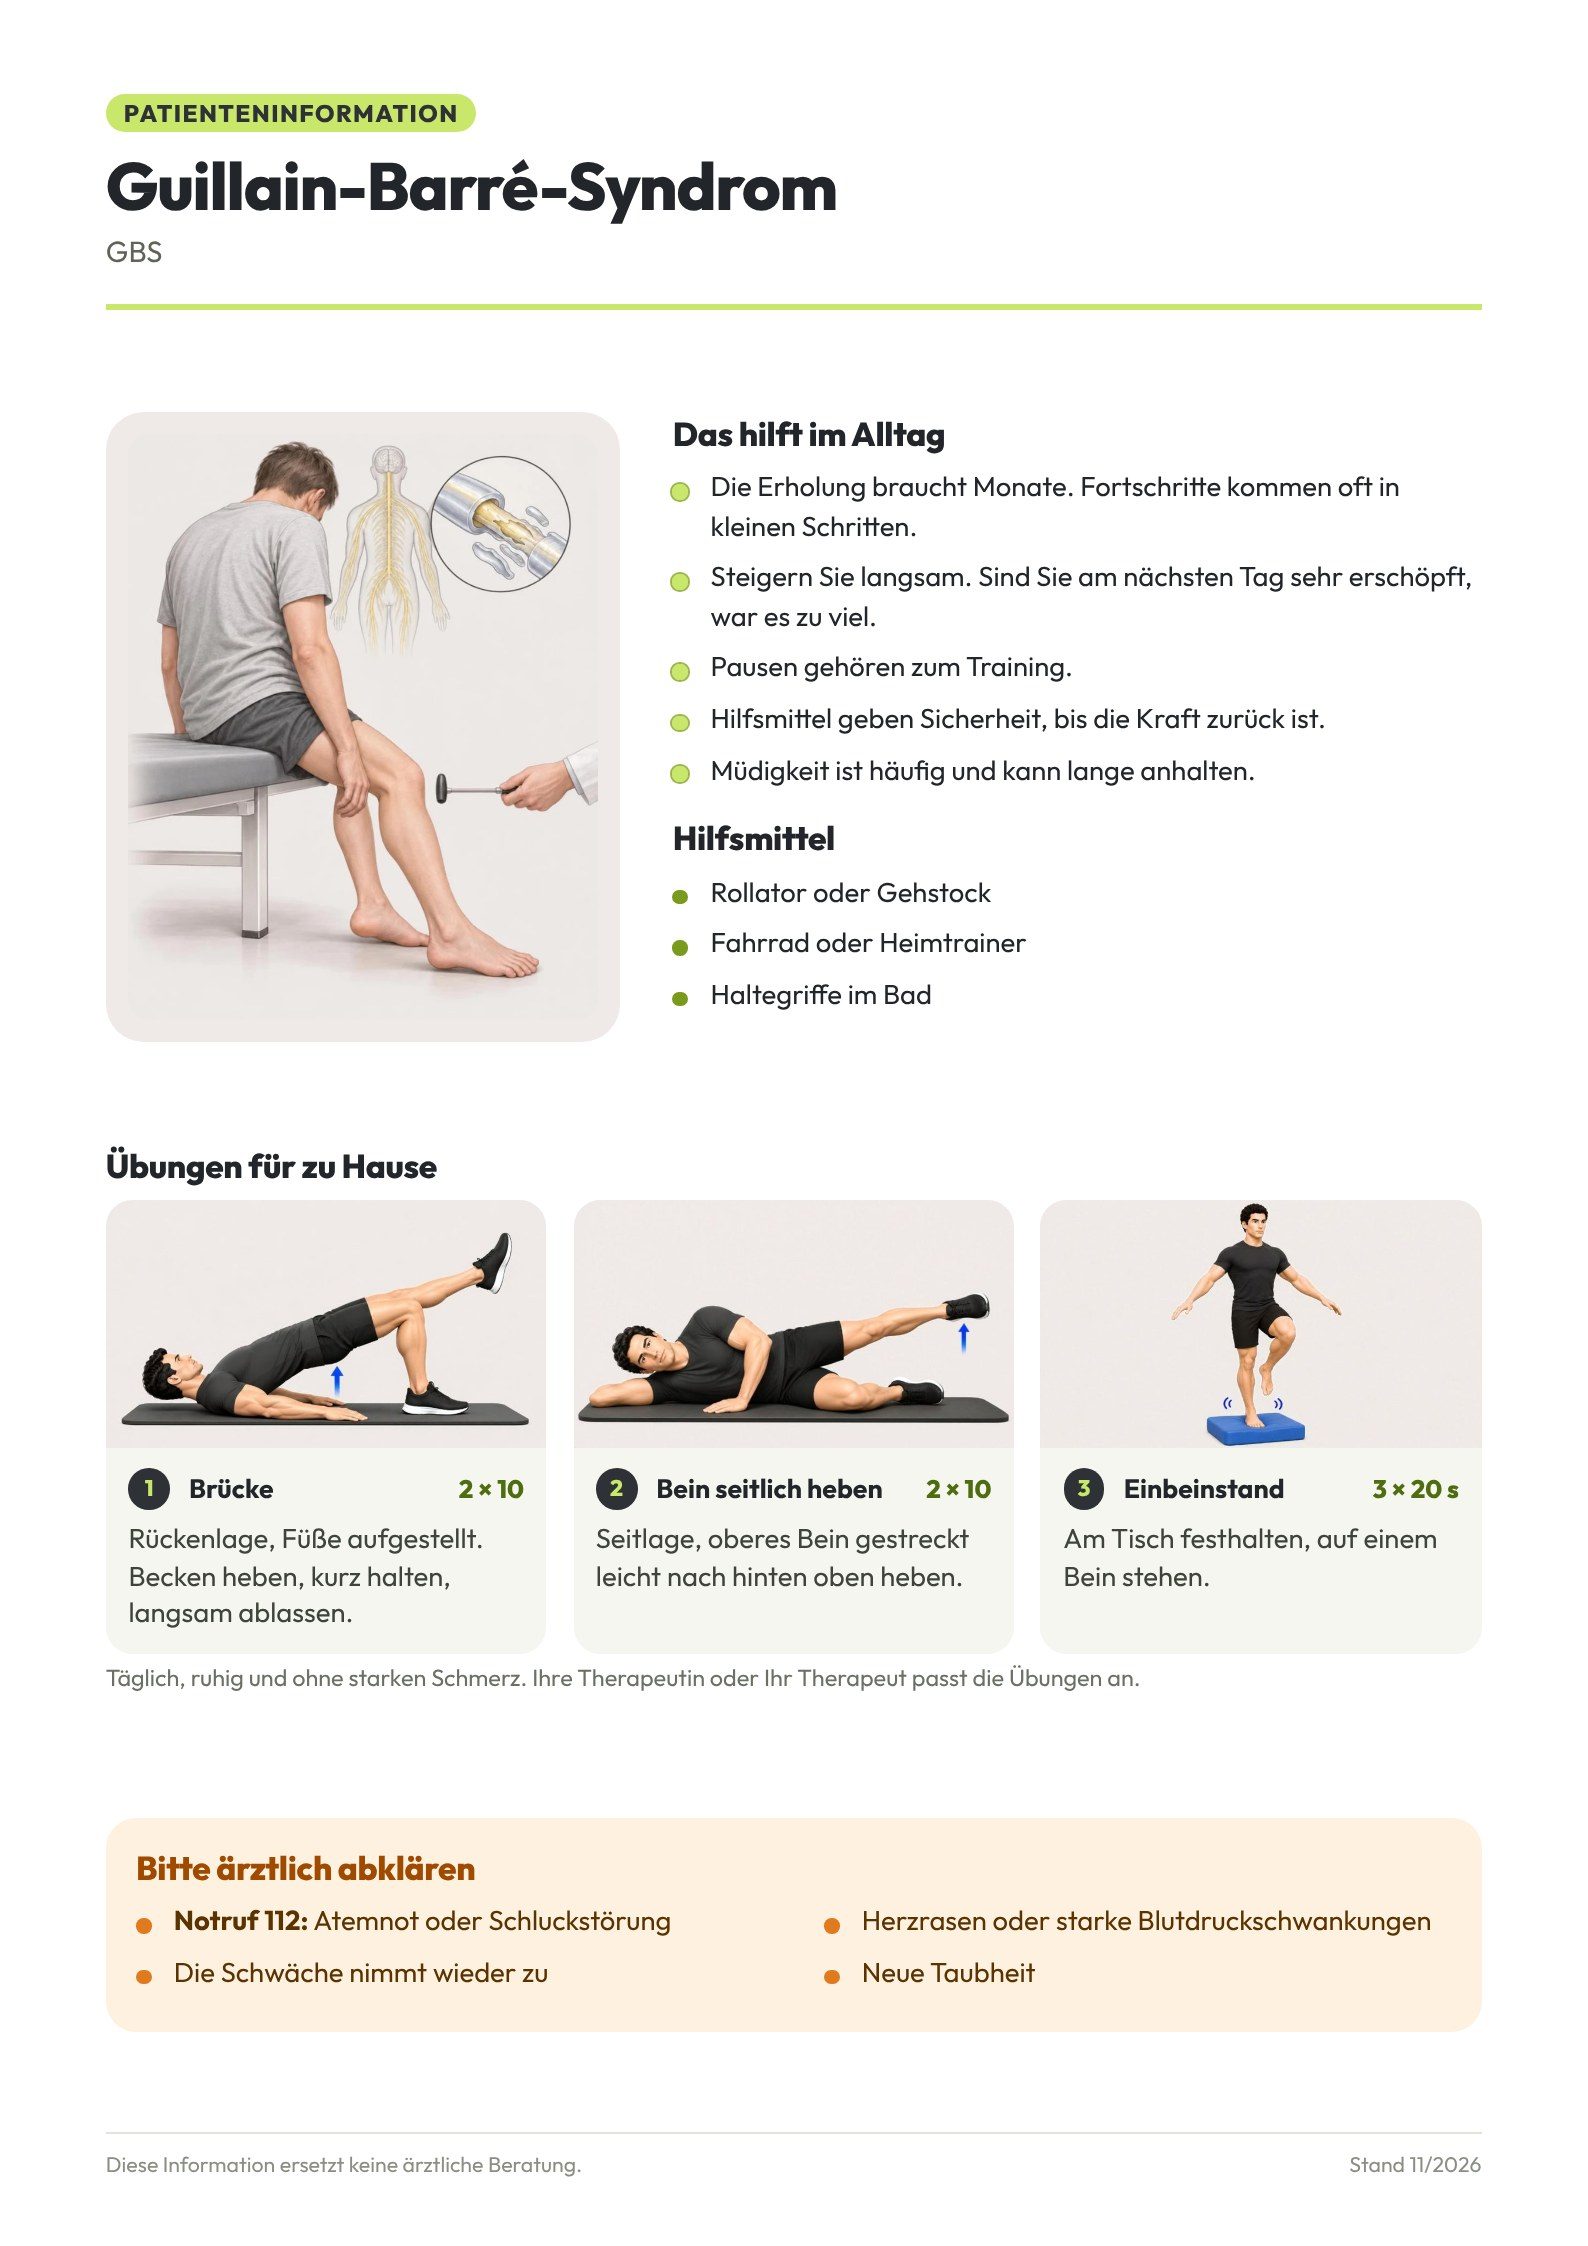 PATIENTENINFORMATION
Guillain-Barré-Syndrom
GBS
Das hilft im Alltag
Die Erholung braucht Monate. Fortschritte kommen oft in
kleinen Schritten.
Steigern Sie langsam. Sind Sie am nächsten Tag sehr erschöpft,
war es zu viel.
Pausen gehören zum Training.
Hilfsmittel geben Sicherheit, bis die Kraft zurück ist.
Müdigkeit ist häufig und kann lange anhalten.
Hilfsmittel
Rollator oder Gehstock
Fahrrad oder Heimtrainer
Haltegriffe im Bad
Übungen für zu Hause
1 Brücke 2 × 10
Rückenlage, Füße aufgestellt.
Becken heben, kurz halten,
langsam ablassen.
2 Bein seitlich heben 2 × 10
Seitlage, oberes Bein gestreckt
leicht nach hinten oben heben.
3 Einbeinstand 3 × 20 s
Am Tisch festhalten, auf einem
Bein stehen.
Täglich, ruhig und ohne starken Schmerz. Ihre Therapeutin oder Ihr Therapeut passt die Übungen an.
Bitte ärztlich abklären
Notruf 112: Atemnot oder Schluckstörung
Die Schwäche nimmt wieder zu
Herzrasen oder starke Blutdruckschwankungen
Neue Taubheit
Diese Information ersetzt keine ärztliche Beratung.
Stand 11/2026